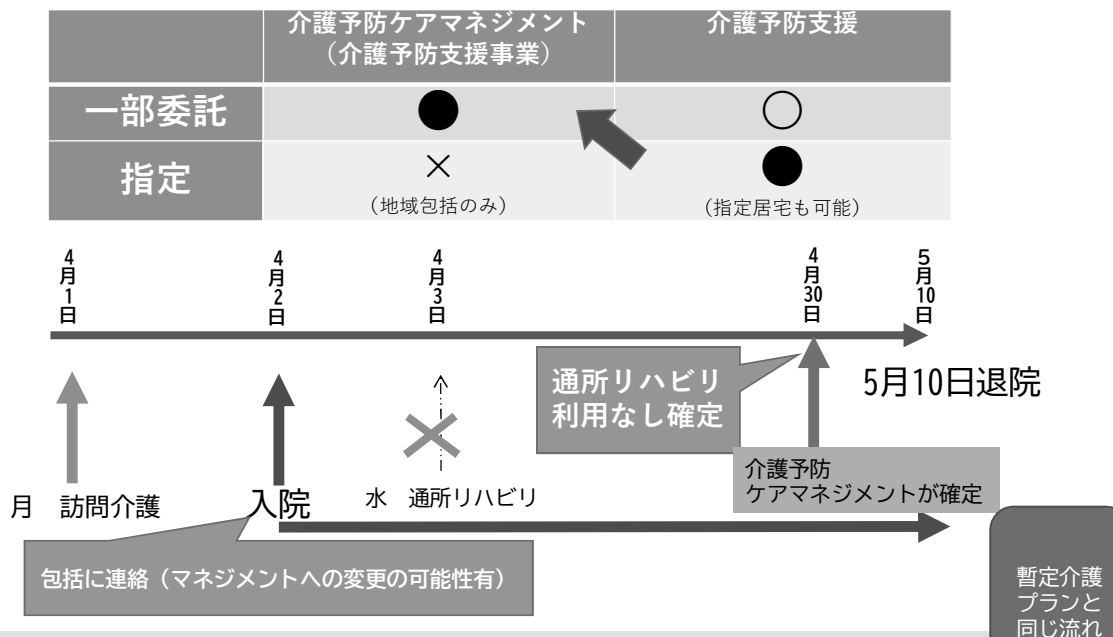 介護予防ケアマネジメント
（介護予防支援事業）
介護予防支援
一部委託
●
○
指定
×
●
（地域包括のみ）
（指定居宅も可能）
4月1日
4月2日
4月3日
4月30日
5月10日
通所リハビリ
利用なし確定
5月10日退院
介護予防
ケアマネジメントが確定
月　訪問介護
入院
水　通所リハビリ
包括に連絡（マネジメントへの変更の可能性有）
暫定介護
プランと
同じ流れ